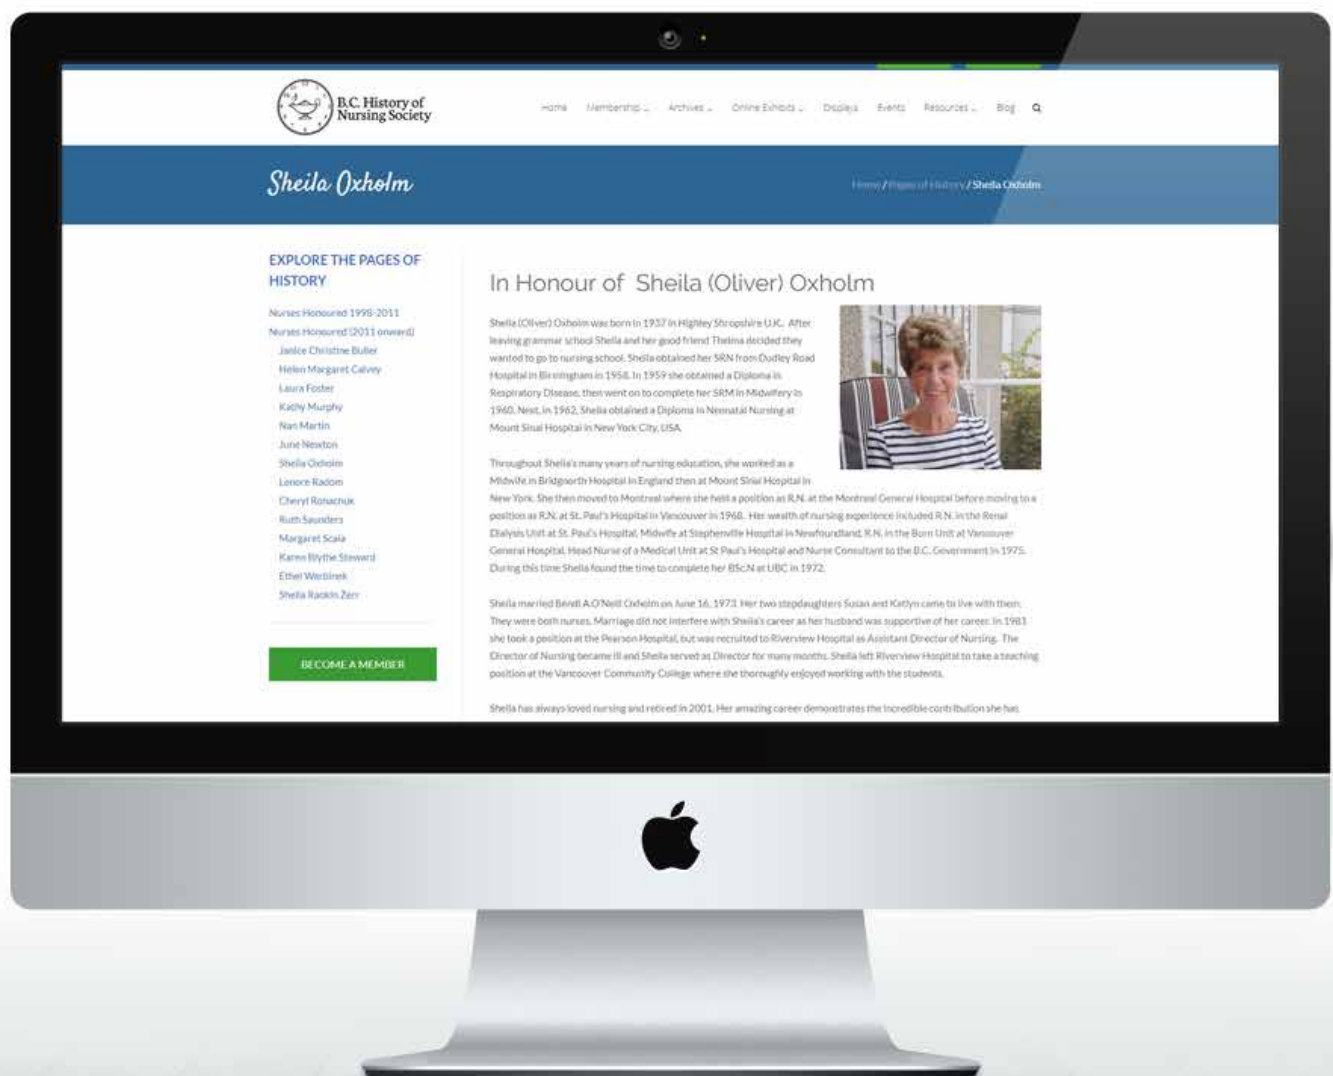 B.C. History of
Nursing Society
Home Membership Archives Online Exhibits Displays Events Resources Blog
Sheila Oxholm
Home / Pages of History / Sheila Oxholm
EXPLORE THE PAGES OF
HISTORY
Nurses Honoured 1998-2011
Nurses Honoured (2011 onward)
Janice Christine Buller
Helen Margaret Calvey
Laura Foster
Kathy Murphy
Nan Martin
June Newton
Sheila Oxholm
Lenore Radom
Cheryl Ronachuk
Ruth Saunders
Margaret Scaia
Karen Blythe Steward
Ethel Warbinek
Sheila Rankin Zerr
BECOME A MEMBER
In Honour of Sheila (Oliver) Oxholm
Sheila (Oliver) Oxholm was born in 1937 in Highley Shropshire U.K. After
leaving grammar school Sheila and her good friend Thelma decided they
wanted to go to nursing school. Sheila obtained her SRN from Dudley Road
Hospital in Birmingham in 1958. In 1959 she obtained a Diploma in
Respiratory Disease, then went on to complete her SRM in Midwifery in
1960. Next, in 1962, Sheila obtained a Diploma in Neonatal Nursing at
Mount Sinai Hospital in New York City, USA.
Throughout Sheila's many years of nursing education, she worked as a
Midwife in Bridgnorth Hospital in England then at Mount Sinai Hospital in
New York. She then moved to Montreal where she held a position as R.N. at the Montreal General Hospital before moving to a
position as R.N. at St. Paul's Hospital in Vancouver in 1968. Her wealth of nursing experience included R.N. in the Renal
Dialysis Unit at St. Paul's Hospital, Midwife at Stephenville Hospital in Newfoundland, R.N. in the Burn Unit at Vancouver
General Hospital, Head Nurse of a Medical Unit at St Paul's Hospital and Nurse Consultant to the B.C. Government in 1975.
During this time Sheila found the time to complete her BSc.N at UBC in 1972.
Sheila married Bendt A.O'Neill Oxholm on June 16, 1973. Her two stepdaughters Susan and Katlyn came to live with them.
They were both nurses. Marriage did not interfere with Sheila's career as her husband was supportive of her career. In 1981
she took a position at the Pearson Hospital, but was recruited to Riverview Hospital as Assistant Director of Nursing. The
Director of Nursing became ill and Sheila served as Director for many months. Sheila left Riverview Hospital to take a teaching
position at the Vancouver Community College where she thoroughly enjoyed working with the students.
Sheila has always loved nursing and retired in 2001. Her amazing career demonstrates the incredible contribution she has